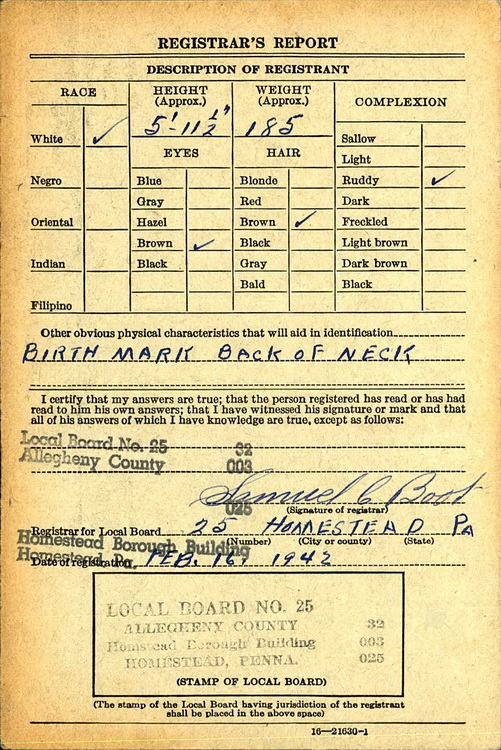 REGISTRAR'S REPORT
DESCRIPTION OF REGISTRANT
RACE
HEIGHT (Approx.)
WEIGHT (Approx.)
COMPLEXION
5'-11½" 185
White ✓
Sallow
EYES
HAIR
Light
Negro
Blue
Blonde
Ruddy ✓
Gray
Red
Dark
Oriental
Hazel
Brown ✓
Freckled
Brown ✓
Black
Light brown
Indian
Black
Gray
Dark brown
Bald
Black
Filipino
Other obvious physical characteristics that will aid in identification
BIRTH MARK BACK OF NECK
I certify that my answers are true; that the person registered has read or has had
read to him his own answers; that I have witnessed his signature or mark and that
all of his answers of which I have knowledge are true, except as follows:
Local Board No. 25 32
Allegheny County 003
025
Samuel C Boot
(Signature of registrar)
Registrar for Local Board 25 HOMESTEAD PA
(Number) (City or county) (State)
Homestead Borough Building
Homestead, Pa.
Date of registration FEB. 16, 1942
LOCAL BOARD NO. 25
ALLEGHENY COUNTY 32
Homestead Borough Building 003
HOMESTEAD, PENNA. 025
(STAMP OF LOCAL BOARD)
(The stamp of the Local Board having jurisdiction of the registrant
shall be placed in the above space)
16—21630-1